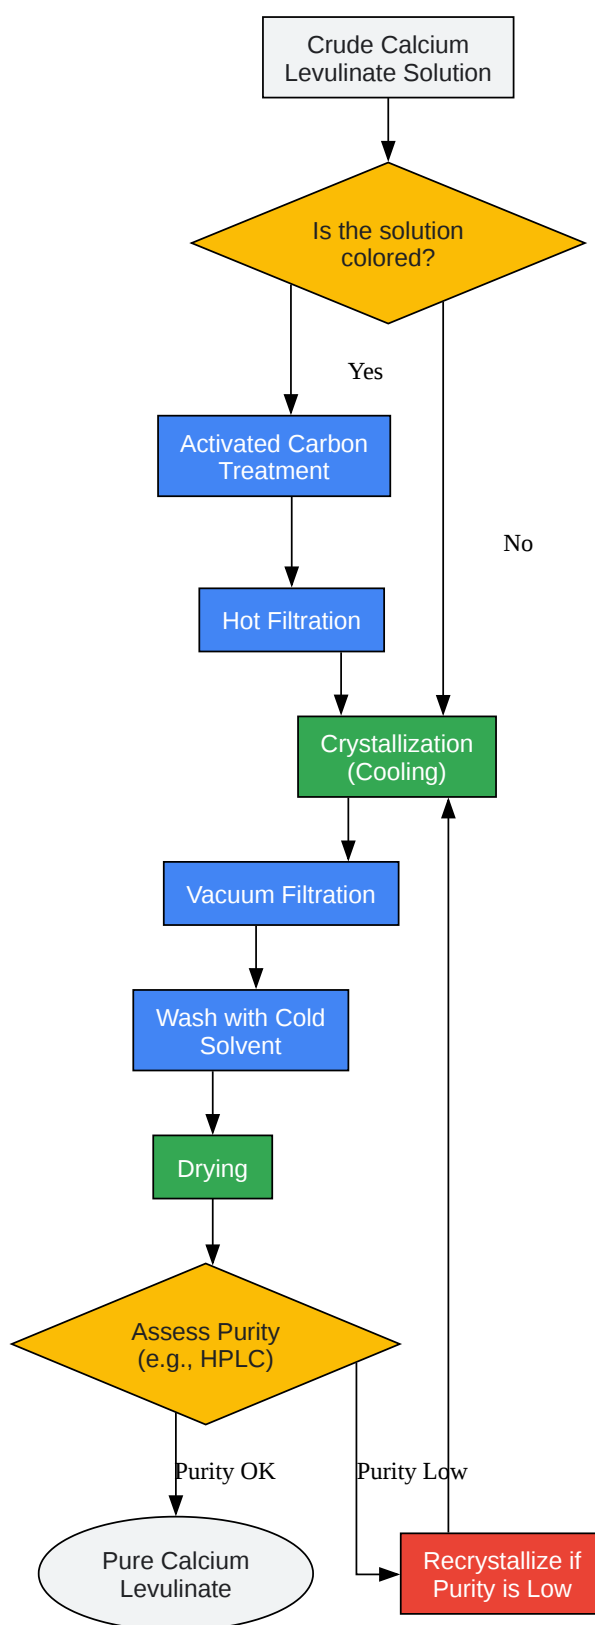 Crude Calcium
Levulinate Solution
Is the solution
colored?
Yes
Activated Carbon
Treatment
No
Hot Filtration
Crystallization
(Cooling)
Vacuum Filtration
Wash with Cold
Solvent
Drying
Assess Purity
(e.g., HPLC)
Purity OK
Purity Low
Pure Calcium
Levulinate
Recrystallize if
Purity is Low